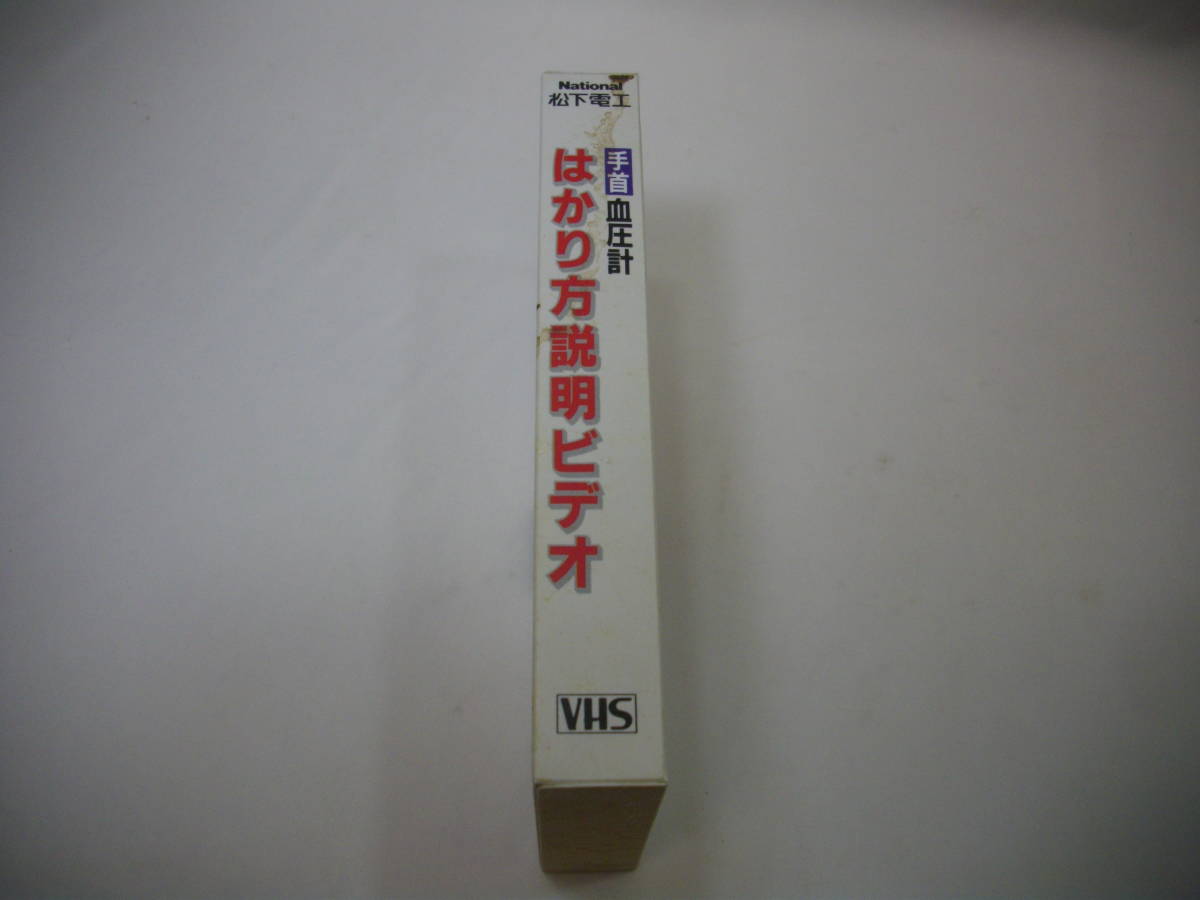 National
松下電工
手首血圧計
はかり方説明ビデオ
VHS